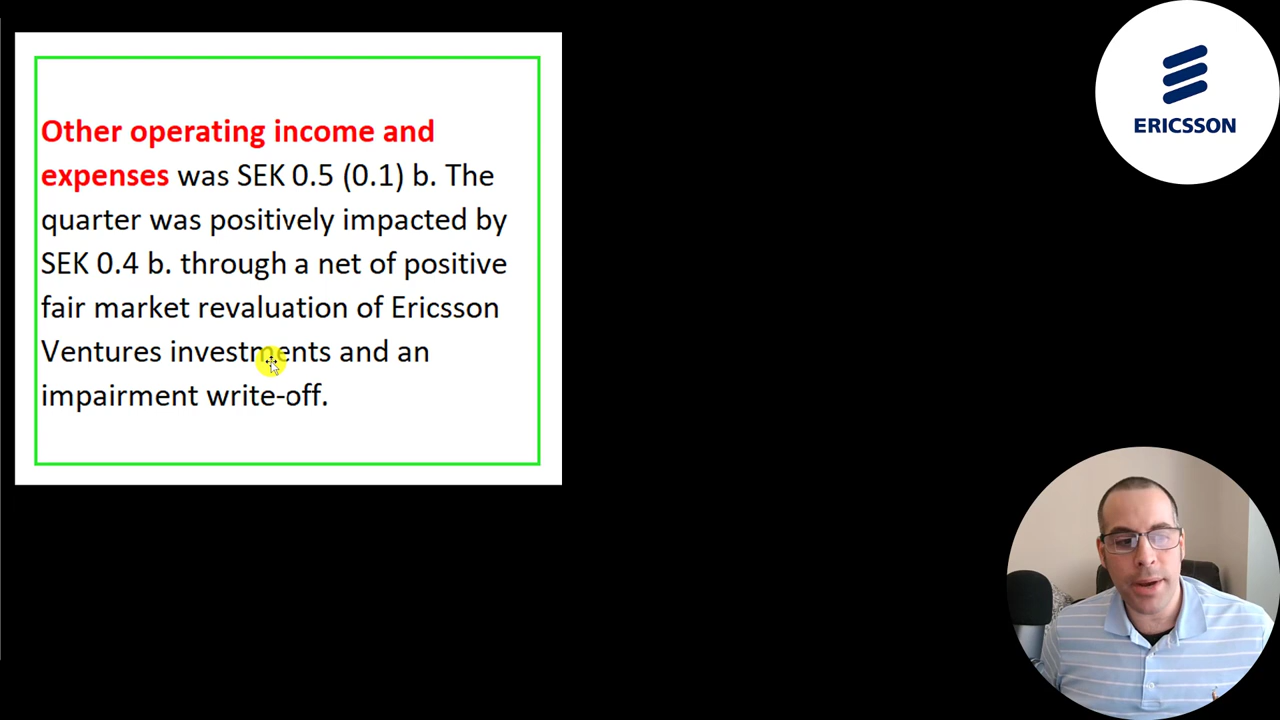 Other operating income and
expenses was SEK 0.5 (0.1) b. The
quarter was positively impacted by
SEK 0.4 b. through a net of positive
fair market revaluation of Ericsson
Ventures investments and an
impairment write-off.
ERICSSON